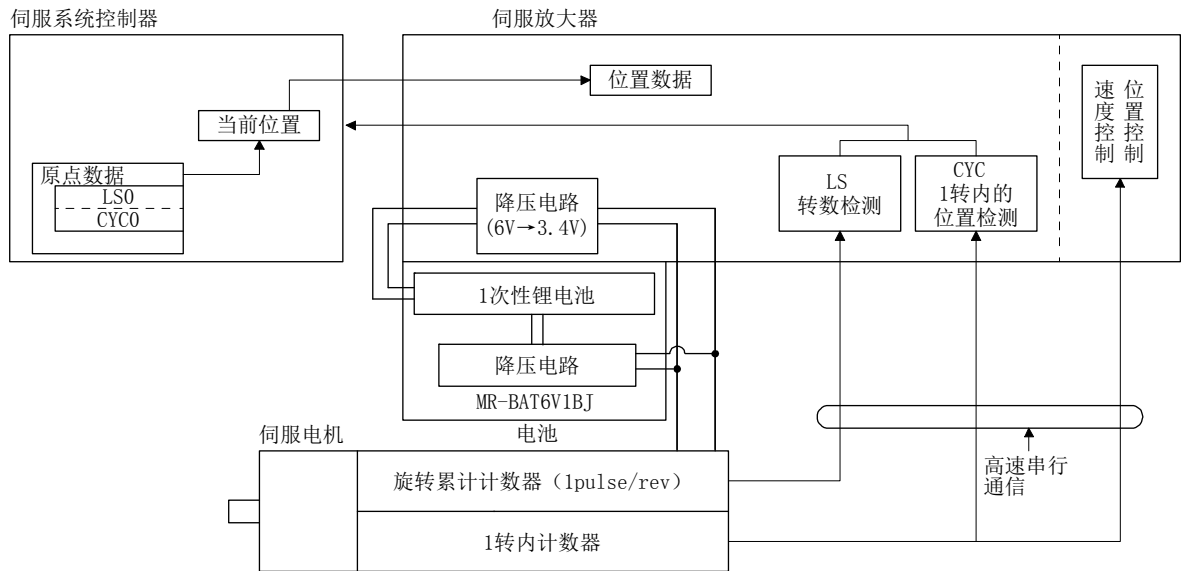 伺服系统控制器
伺服放大器
位置数据
当前位置
位置控制
速度控制
原点数据
LS0
CYC0
LS
转数检测
CYC
1转内的
位置检测
降压电路
(6V→3.4V)
1次性锂电池
降压电路
MR-BAT6V1BJ
电池
伺服电机
旋转累计计数器（1pulse/rev）
1转内计数器
高速串行
通信